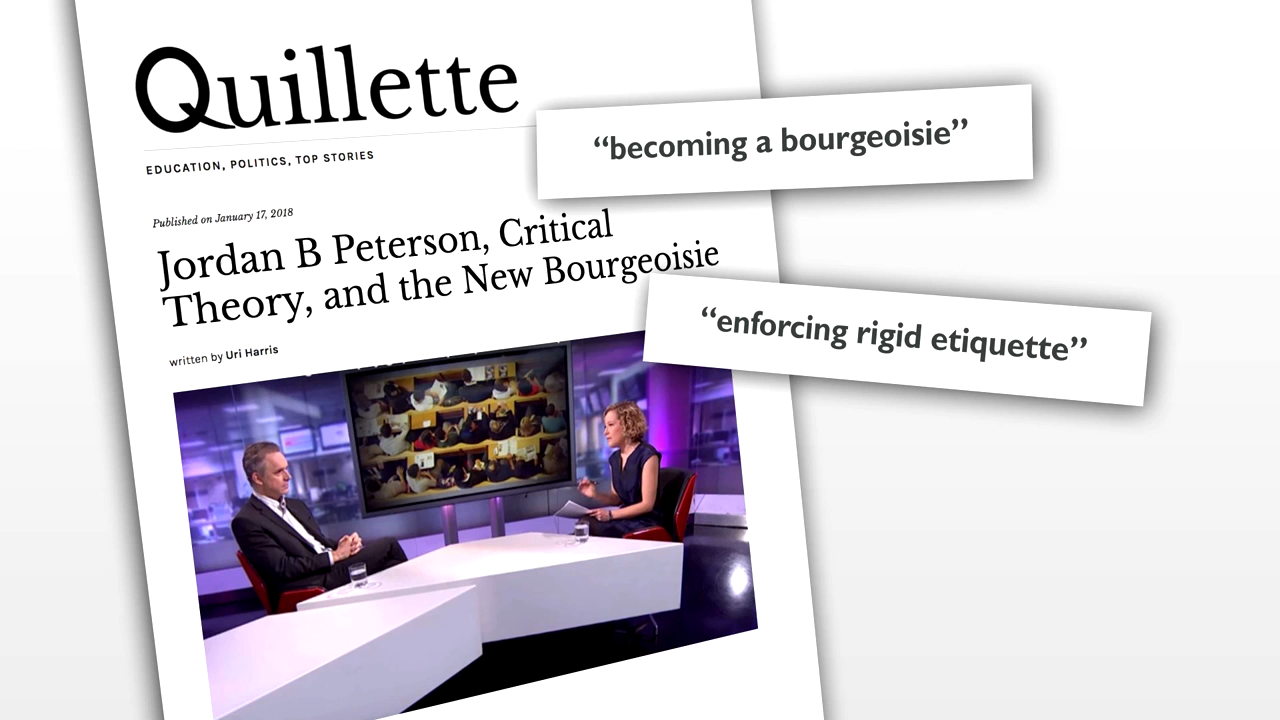 Quillette
EDUCATION, POLITICS, TOP STORIES
Published on January 17, 2018
Jordan B Peterson, Critical
Theory, and the New Bourgeoisie
written by Uri Harris
“becoming a bourgeoisie”
“enforcing rigid etiquette”